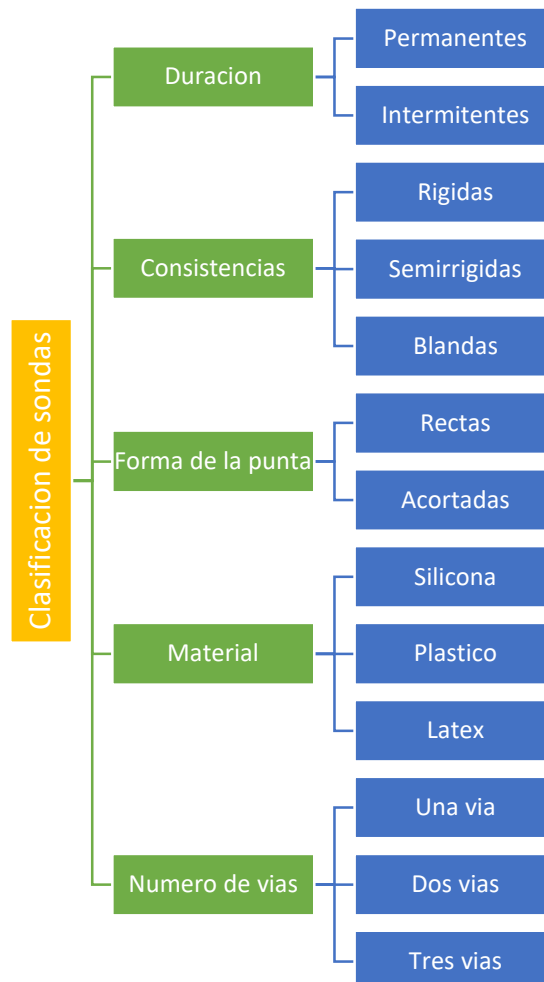 Clasificacion de sondas
Duracion
Permanentes
Intermitentes
Consistencias
Rigidas
Semirrigidas
Blandas
Forma de la punta
Rectas
Acortadas
Material
Silicona
Plastico
Latex
Numero de vias
Una via
Dos vias
Tres vias